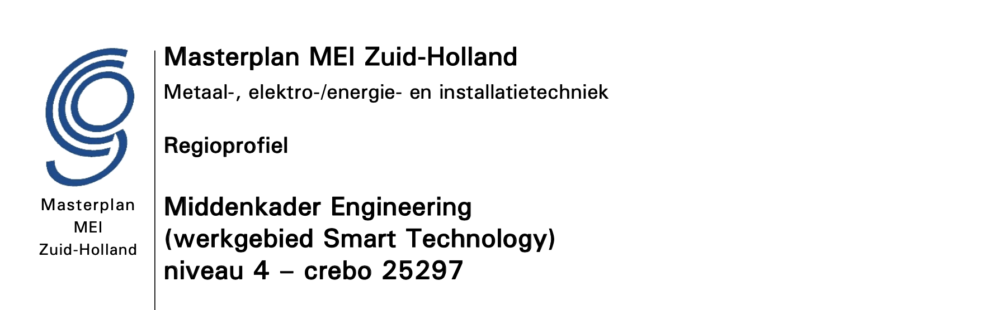 Masterplan MEI Zuid-Holland
Metaal-, elektro-/energie- en installatietechniek
Regioprofiel
Middenkader Engineering
(werkgebied Smart Technology)
niveau 4 – crebo 25297
Masterplan
MEI
Zuid-Holland